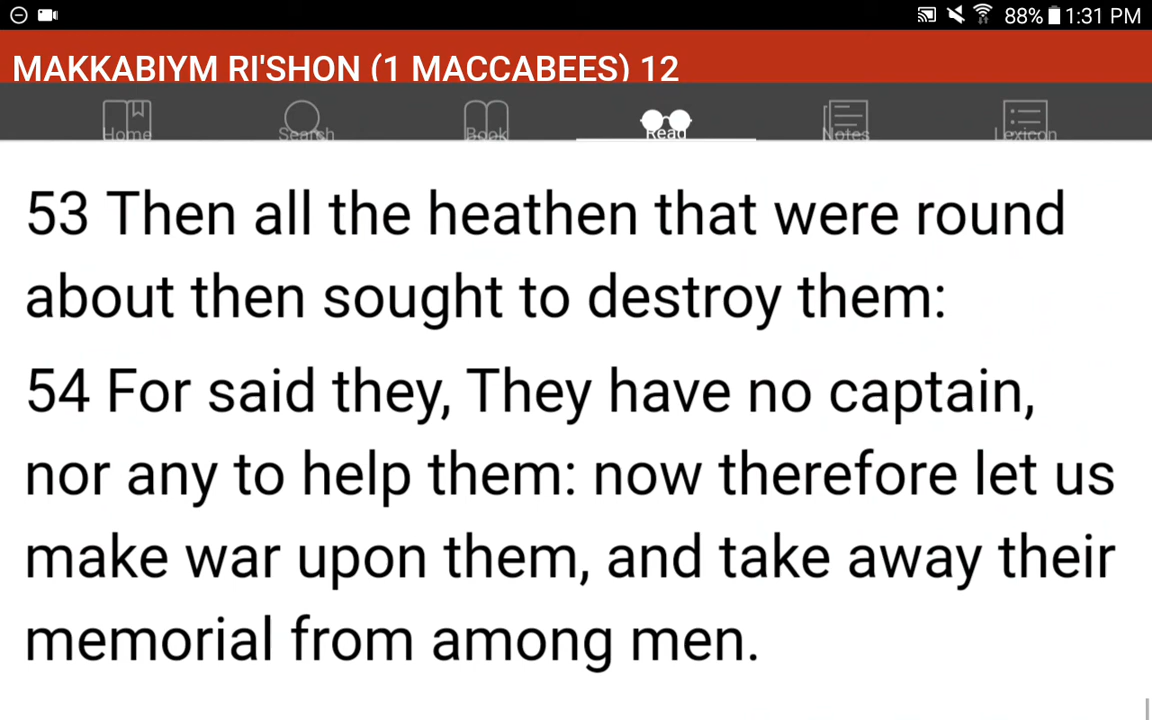 88% 1:31 PM
MAKKABIYM RI'SHON (1 MACCABEES) 12
Home Search Book Read Notes Lexicon
53 Then all the heathen that were round
about then sought to destroy them:
54 For said they, They have no captain,
nor any to help them: now therefore let us
make war upon them, and take away their
memorial from among men.